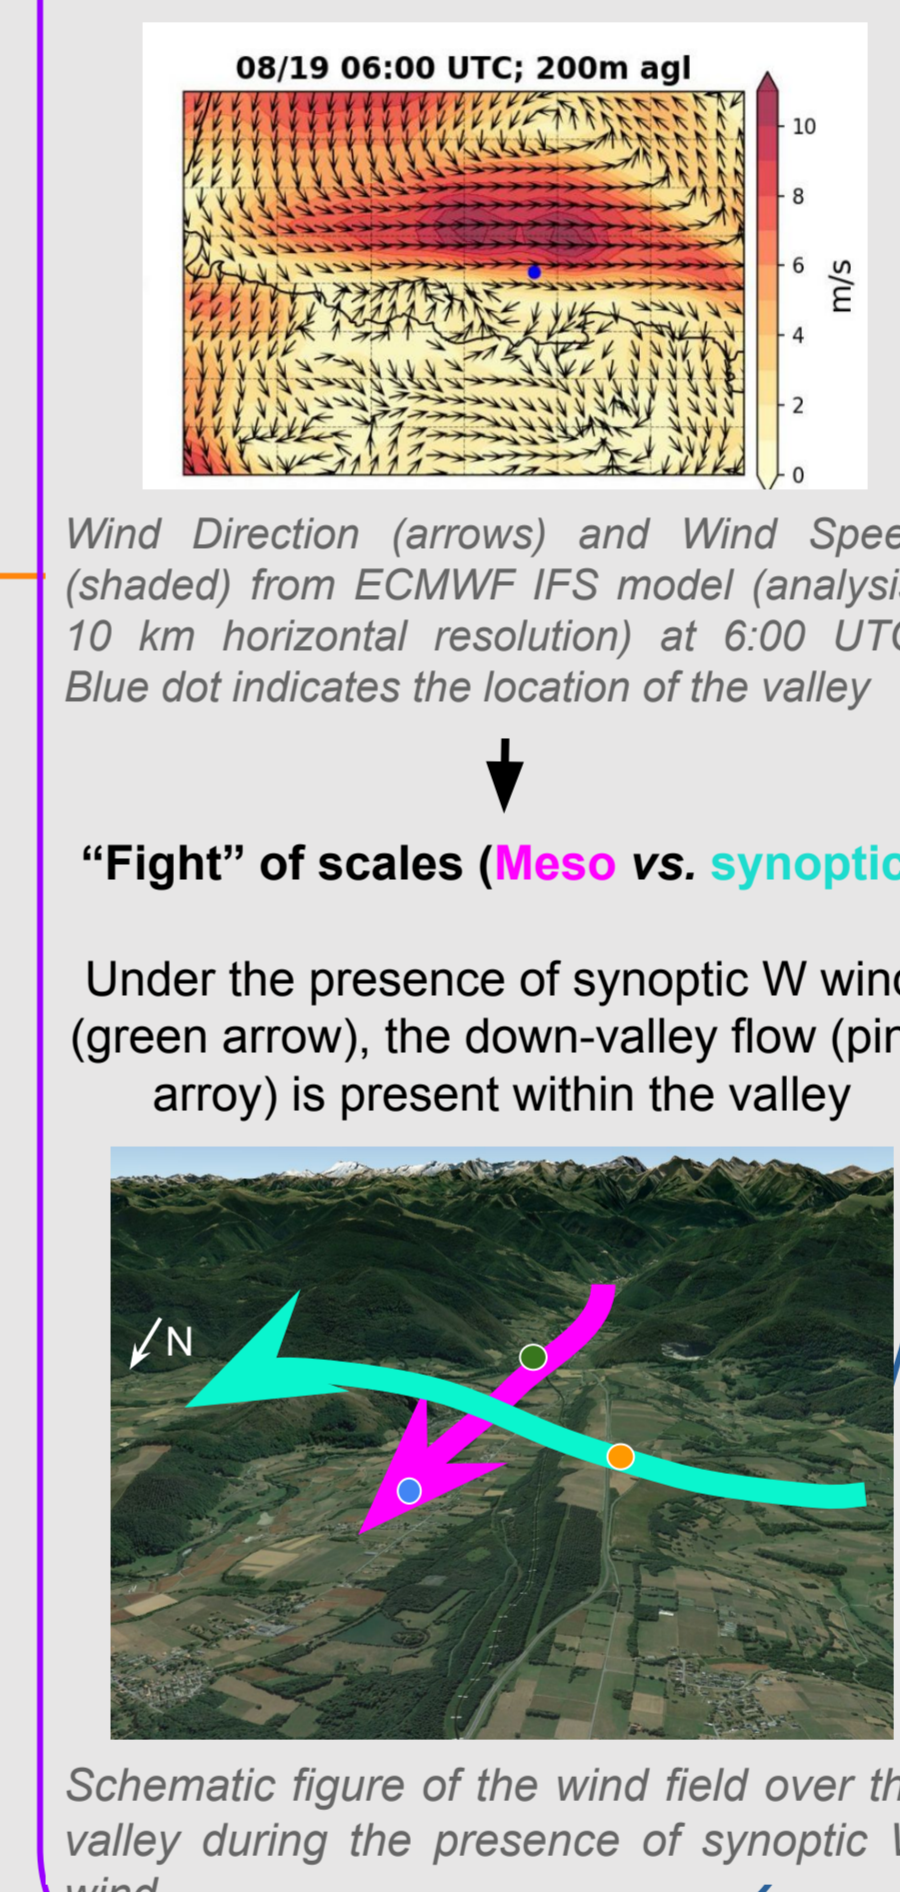 08/19 06:00 UTC; 200m agl
10
8
6
4
2
0
m/s
Wind Direction (arrows) and Wind Spee
(shaded) from ECMWF IFS model (analysis
10 km horizontal resolution) at 6:00 UTC
Blue dot indicates the location of the valley
“Fight” of scales (Meso vs. synoptic
Under the presence of synoptic W wind
(green arrow), the down-valley flow (pin
arroy) is present within the valley
N
Schematic figure of the wind field over th
valley during the presence of synoptic W
wind